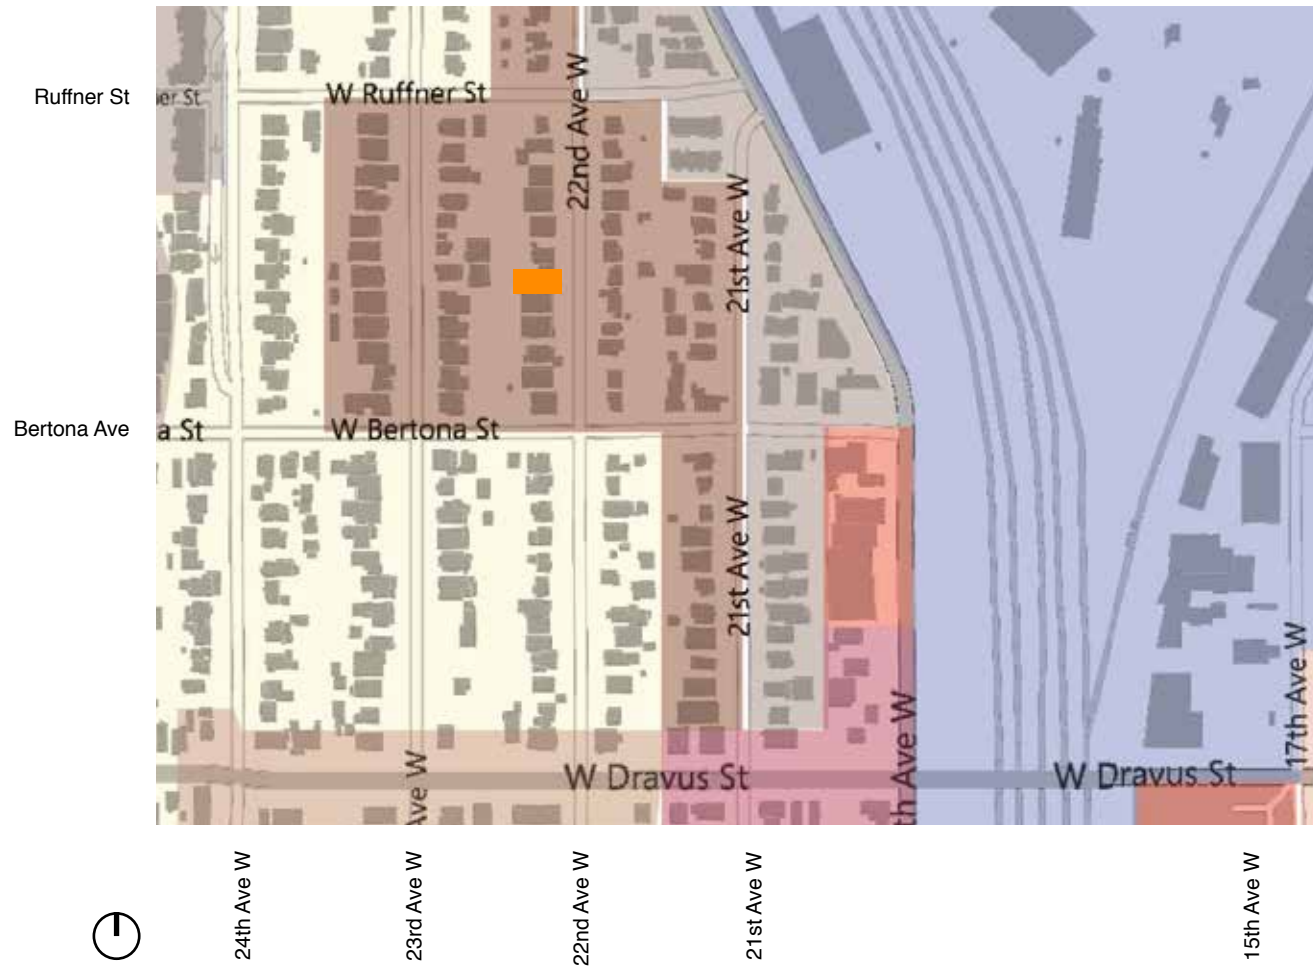 Ruffner St
er St
W Ruffner St
22nd Ave W
21st Ave W
Bertona Ave
a St
W Bertona St
21st Ave W
17th Ave W
W Dravus St
W Dravus St
Ave W
th Ave W
24th Ave W
23rd Ave W
22nd Ave W
21st Ave W
15th Ave W